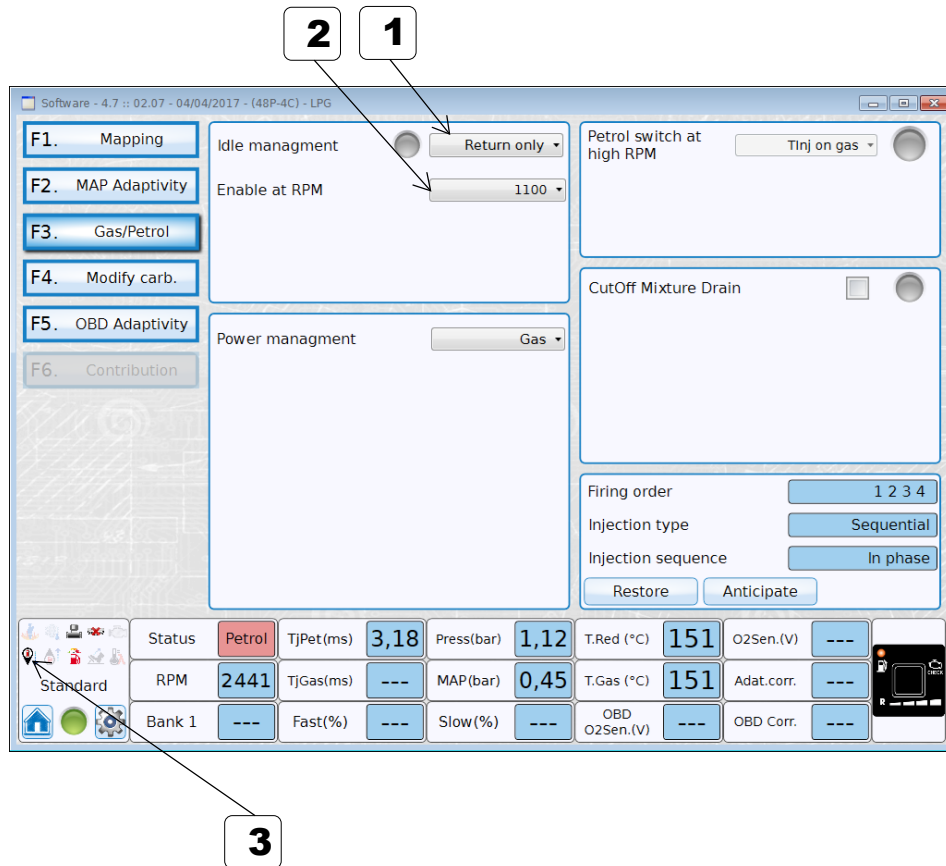 2 1
Software - 4.7 :: 02.07 - 04/04/2017 - (48P-4C) - LPG
F1. Mapping
F2. MAP Adaptivity
F3. Gas/Petrol
F4. Modify carb.
F5. OBD Adaptivity
F6. Contribution
Idle managment Return only
Enable at RPM 1100
Power managment Gas
Petrol switch at
high RPM TInj on gas
CutOff Mixture Drain
Firing order 1 2 3 4
Injection type Sequential
Injection sequence In phase
Restore Anticipate
Standard
Status Petrol TjPet(ms) 3,18 Press(bar) 1,12 T.Red (°C) 151 O2Sen.(V) ---
RPM 2441 TjGas(ms) --- MAP(bar) 0,45 T.Gas (°C) 151 Adat.corr. ---
Bank 1 --- Fast(%) --- Slow(%) --- OBD
O2Sen.(V) --- OBD Corr. ---
CHECK
R
3